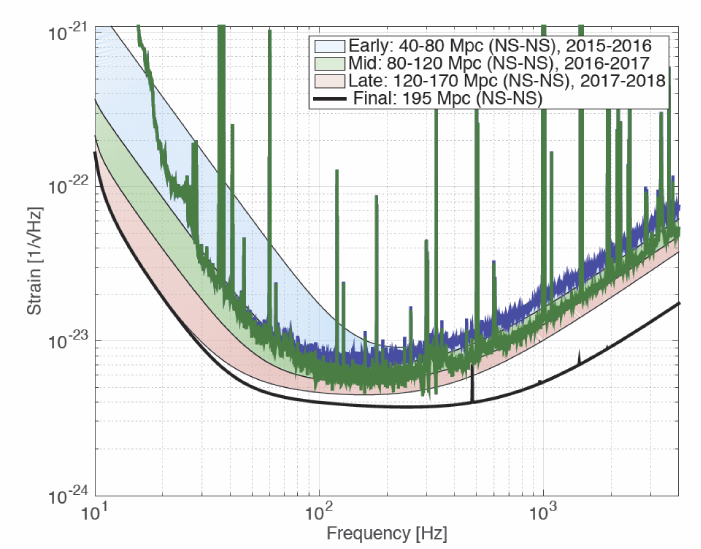 10^-21
Early: 40-80 Mpc (NS-NS), 2015-2016
Mid: 80-120 Mpc (NS-NS), 2016-2017
Late: 120-170 Mpc (NS-NS), 2017-2018
Final: 195 Mpc (NS-NS)
10^-22
Strain [1/√Hz]
10^-23
10^-24
10^1
10^2
10^3
Frequency [Hz]